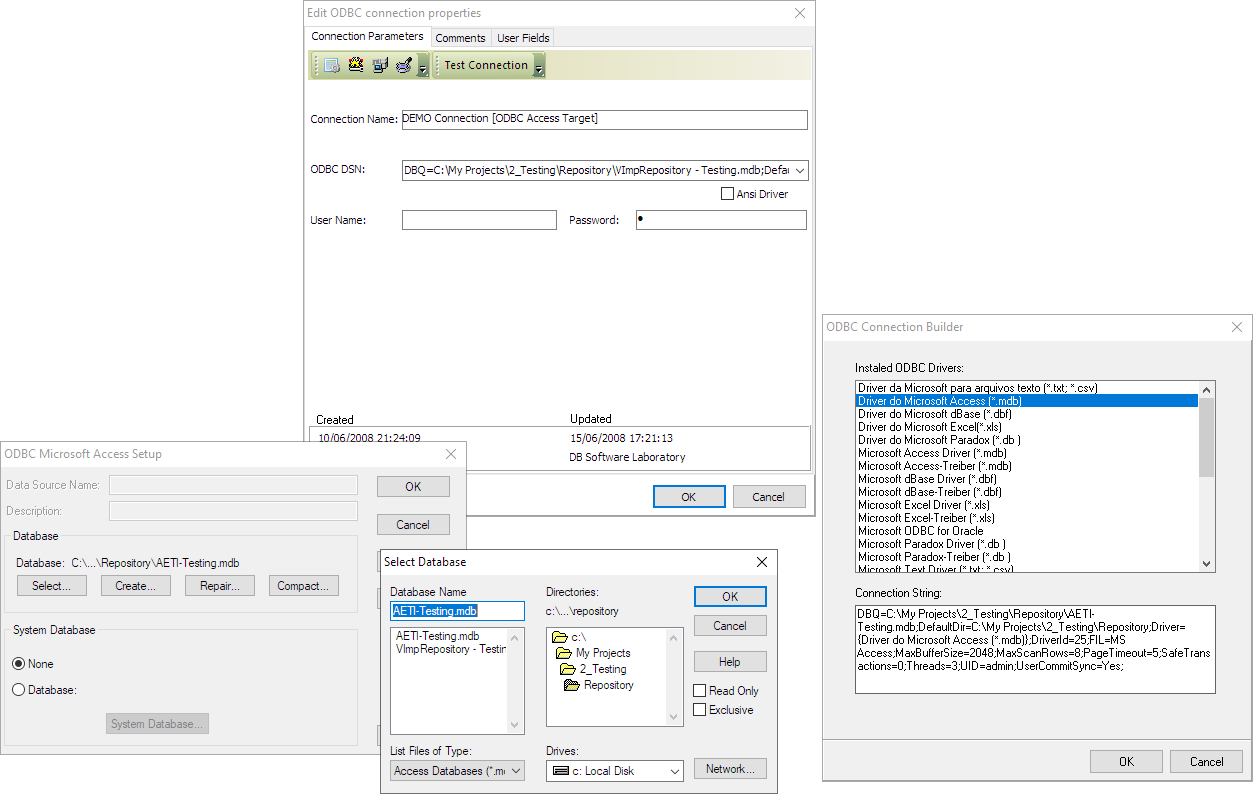 Edit ODBC connection properties
Connection Parameters Comments User Fields
Test Connection
Connection Name: DEMO Connection [ODBC Access Target]
ODBC DSN: DBQ=C:\My Projects\2_Testing\Repository\VImpRepository - Testing.mdb;Defau
Ansi Driver
User Name: Password: •
Created Updated
10/06/2008 21:24:09 15/06/2008 17:21:13
DB Software Laboratory
OK Cancel
ODBC Microsoft Access Setup
Data Source Name: OK
Description: Cancel
Database
Database: C:\...\Repository\AETI-Testing.mdb
Select... Create... Repair... Compact...
System Database
None
Database:
System Database...
Select Database
Database Name
AETI-Testing.mdb
AETI-Testing.mdb
VImpRepository - Testin
List Files of Type:
Access Databases (*.m
Directories:
c:\...\repository
c:\
My Projects
2_Testing
Repository
Drives:
c: Local Disk
OK
Cancel
Help
Read Only
Exclusive
Network...
ODBC Connection Builder
Instaled ODBC Drivers:
Driver da Microsoft para arquivos texto (*.txt; *.csv)
Driver do Microsoft Access (*.mdb)
Driver do Microsoft dBase (*.dbf)
Driver do Microsoft Excel(*.xls)
Driver do Microsoft Paradox (*.db )
Microsoft Access Driver (*.mdb)
Microsoft Access-Treiber (*.mdb)
Microsoft dBase Driver (*.dbf)
Microsoft dBase-Treiber (*.dbf)
Microsoft Excel Driver (*.xls)
Microsoft Excel-Treiber (*.xls)
Microsoft ODBC for Oracle
Microsoft Paradox Driver (*.db )
Microsoft Paradox-Treiber (*.db )
Microsoft Text Driver (*.txt; *.csv)
Connection String:
DBQ=C:\My Projects\2_Testing\Repository\AETI-
Testing.mdb;DefaultDir=C:\My Projects\2_Testing\Repository;Driver=
{Driver do Microsoft Access (*.mdb)};DriverId=25;FIL=MS
Access;MaxBufferSize=2048;MaxScanRows=8;PageTimeout=5;SafeTrans
actions=0;Threads=3;UID=admin;UserCommitSync=Yes;
OK Cancel